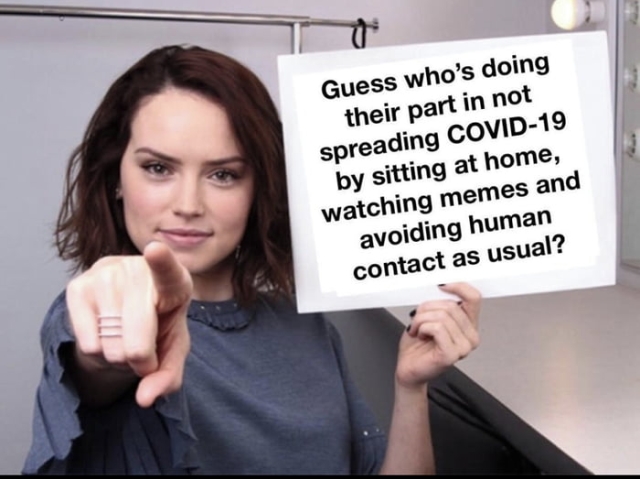 Guess who's doing
their part in not
spreading COVID-19
by sitting at home,
watching memes and
avoiding human
contact as usual?